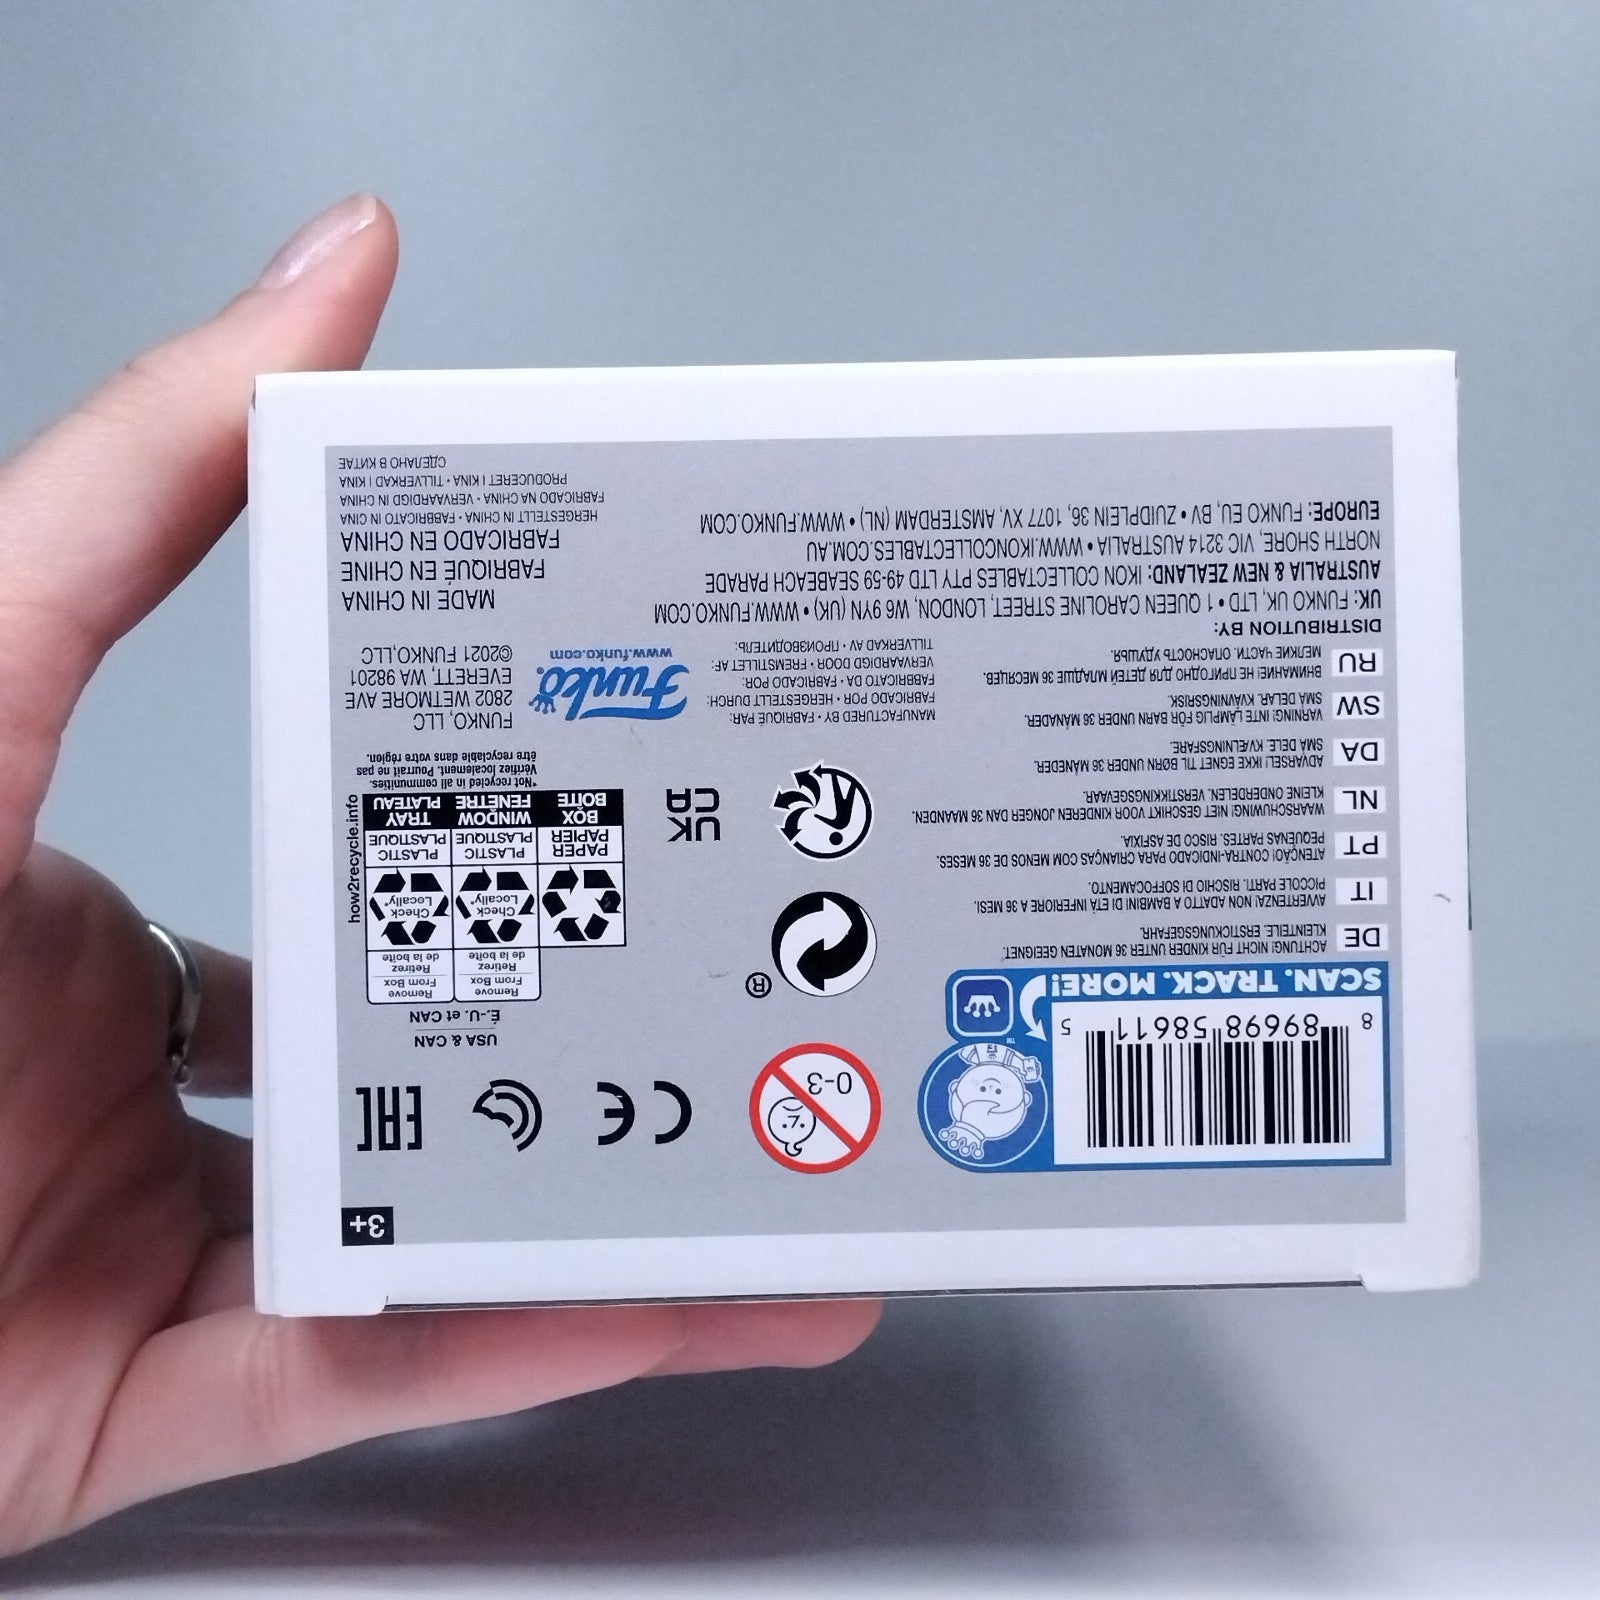 3+
8 89698 58611 5
SCAN. TRACK. MORE!
TM
0-3
CE
EAC
USA & CAN
É.-U. et CAN
Remove
From Box
Retirez
de la boîte
Remove
From Box
Retirez
de la boîte
Check
Locally*
Check
Locally*
PAPER
PAPIER
PLASTIC
PLASTIQUE
PLASTIC
PLASTIQUE
BOX
BOÎTE
WINDOW
FENÊTRE
TRAY
PLATEAU
how2recycle.info
*Not recycled in all communities.
Vérifiez localement. Pourrait ne pas
être recyclable dans votre région.
®
UK
CA
DE ACHTUNG! NICHT FÜR KINDER UNTER 36 MONATEN GEEIGNET.
KLEINTEILE. ERSTICKUNGSGEFAHR.
IT AVVERTENZA! NON ADATTO A BAMBINI DI ETÀ INFERIORE A 36 MESI.
PICCOLE PARTI. RISCHIO DI SOFFOCAMENTO.
PT ATENÇÃO! CONTRA-INDICADO PARA CRIANÇAS COM MENOS DE 36 MESES.
PEQUENAS PARTES. RISCO DE ASFIXIA.
NL WAARSCHUWING! NIET GESCHIKT VOOR KINDEREN JONGER DAN 36 MAANDEN.
KLEINE ONDERDELEN. VERSTIKKINGSGEVAAR.
DA ADVARSEL! IKKE EGNET TIL BØRN UNDER 36 MÅNEDER.
SMÅ DELE. KVÆLNINGSFARE.
SW VARNING! INTE LÄMPLIG FÖR BARN UNDER 36 MÅNADER.
SMÅ DELAR. KVÄVNINGSRISK.
RU ВНИМАНИЕ! НЕ ПРИГОДНО ДЛЯ ДЕТЕЙ МЛАДШЕ 36 МЕСЯЦЕВ.
МЕЛКИЕ ЧАСТИ. ОПАСНОСТЬ УДУШЬЯ.
MANUFACTURED BY • FABRIQUÉ PAR:
FABRICADO POR • HERGESTELLT DURCH:
FABRICATO DA • FABRICADO POR:
VERVAARDIGD DOOR • FREMSTILLET AF:
TILLVERKAD AV • ПРОИЗВОДИТЕЛЬ:
Funko®
www.funko.com
FUNKO, LLC
2802 WETMORE AVE
EVERETT, WA 98201
©2021 FUNKO,LLC
DISTRIBUTION BY:
UK: FUNKO UK, LTD • 1 QUEEN CAROLINE STREET, LONDON, W6 9YN (UK) • WWW.FUNKO.COM
AUSTRALIA & NEW ZEALAND: IKON COLLECTABLES PTY LTD 49-59 SEABEACH PARADE
NORTH SHORE, VIC 3214 AUSTRALIA • WWW.IKONCOLLECTABLES.COM.AU
EUROPE: FUNKO EU, BV • ZUIDPLEIN 36, 1077 XV, AMSTERDAM (NL) • WWW.FUNKO.COM
MADE IN CHINA
FABRIQUÉ EN CHINE
FABRICADO EN CHINA
HERGESTELLT IN CHINA • FABBRICATO IN CINA
FABRICADO NA CHINA • VERVAARDIGD IN CHINA
PRODUCERET I KINA • TILLVERKAD I KINA
СДЕЛАНО В КИТАЕ